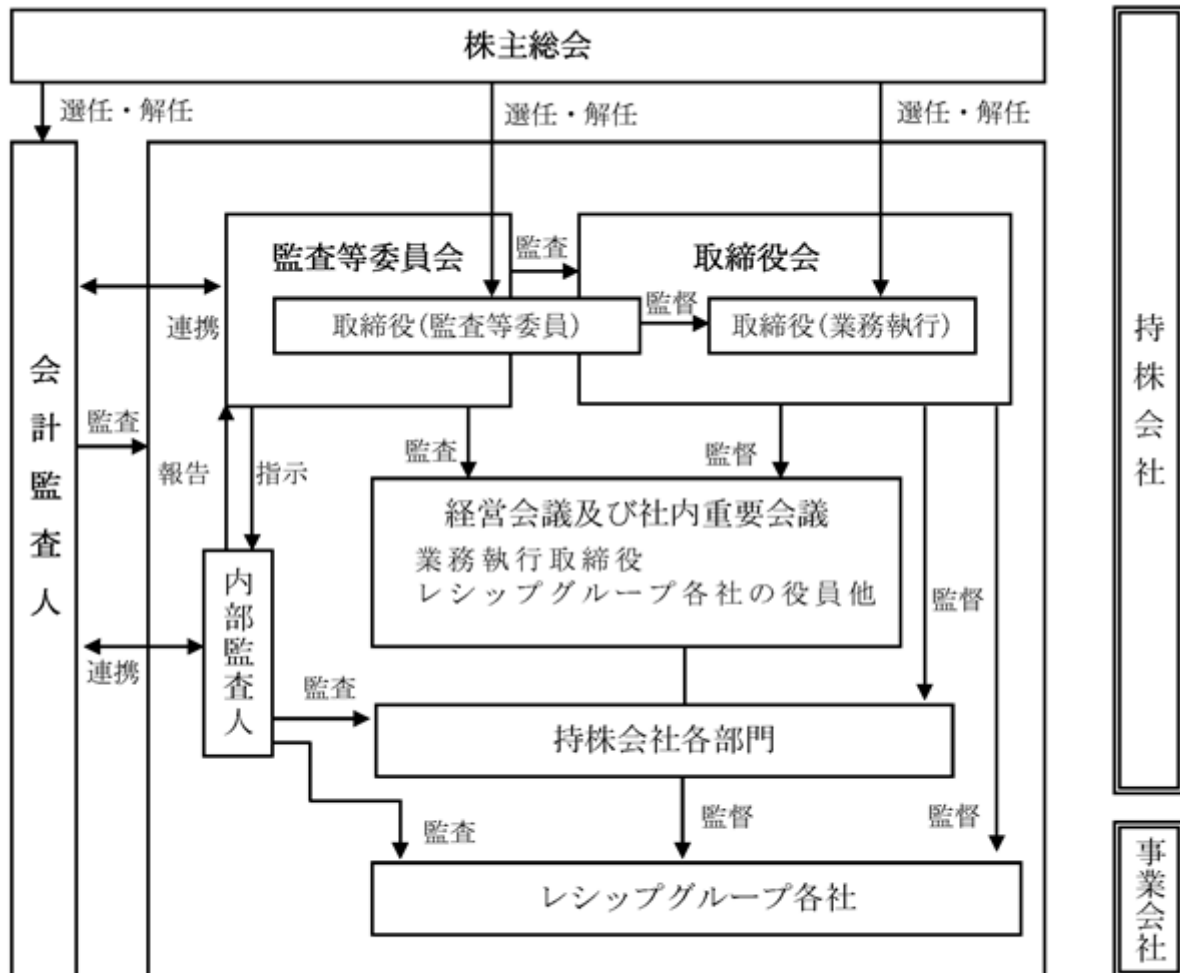 株主総会
選任・解任
選任・解任
選任・解任
監査等委員会
監査
取締役会
連携
取締役(監査等委員)
監督
取締役(業務執行)
会計監査人
監査
報告
指示
監査
監督
経営会議及び社内重要会議
業務執行取締役
レシップグループ各社の役員他
監督
内部監査人
連携
監査
持株会社各部門
監査
監督
監督
レシップグループ各社
持株会社
事業会社